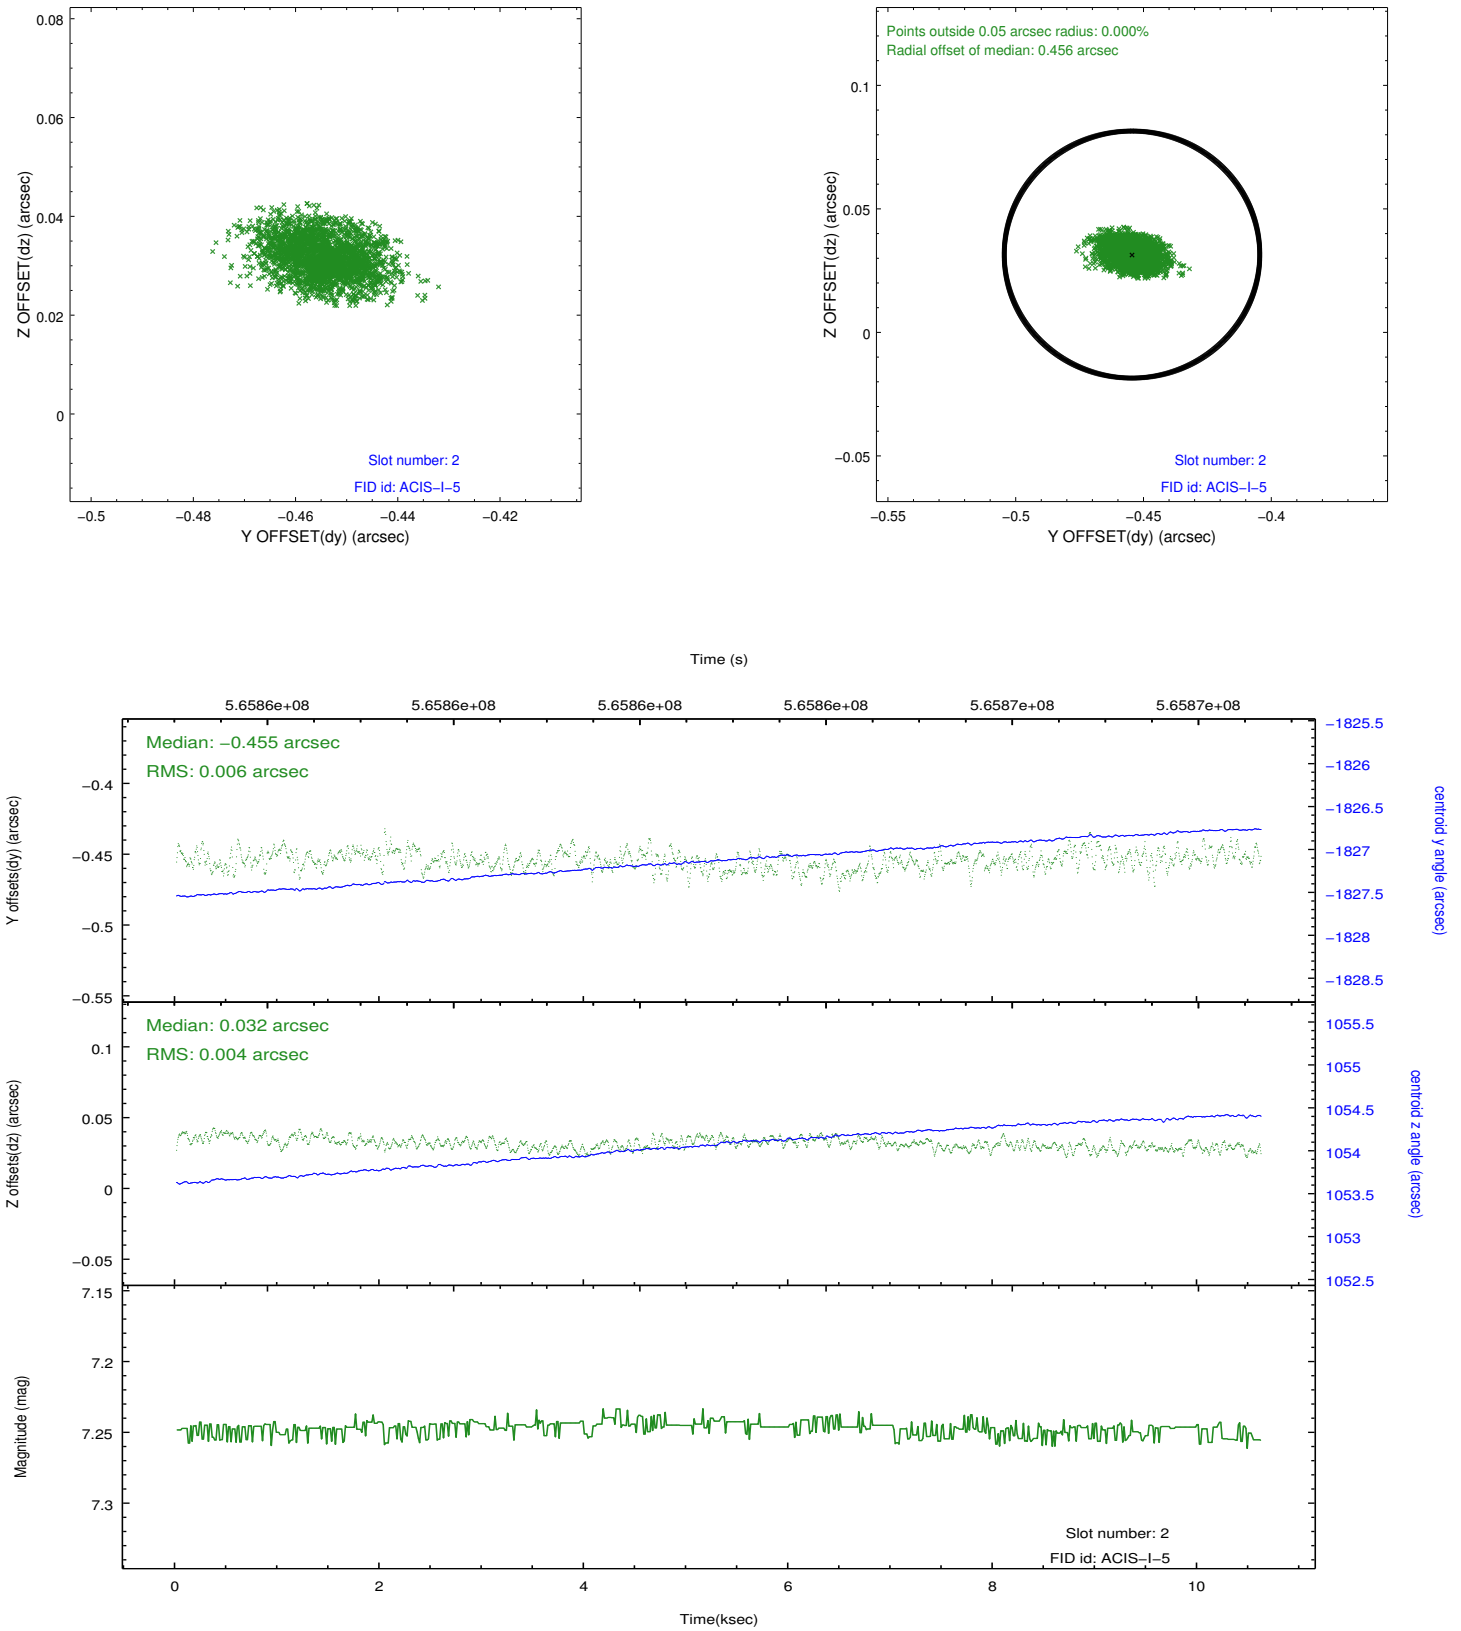 0.08
0.06
0.04
0.02
0
Z OFFSET(dz) (arcsec)
Slot number: 2
FID id: ACIS−I−5
−0.5 −0.48 −0.46 −0.44 −0.42
Y OFFSET(dy) (arcsec)
Points outside 0.05 arcsec radius: 0.000%
Radial offset of median: 0.456 arcsec
0.1
0.05
0
−0.05
Z OFFSET(dz) (arcsec)
Slot number: 2
FID id: ACIS−I−5
−0.55 −0.5 −0.45 −0.4
Y OFFSET(dy) (arcsec)
Time (s)
5.6586e+08 5.6586e+08 5.6586e+08 5.6586e+08 5.6587e+08 5.6587e+08
Median: −0.455 arcsec
RMS: 0.006 arcsec
−0.4
−0.45
−0.5
−0.55
Y offsets(dy) (arcsec)
−1825.5
−1826
−1826.5
−1827
−1827.5
−1828
−1828.5
centroid y angle (arcsec)
Median: 0.032 arcsec
RMS: 0.004 arcsec
0.1
0.05
0
−0.05
Z offsets(dz) (arcsec)
1055.5
1055
1054.5
1054
1053.5
1053
1052.5
centroid z angle (arcsec)
7.15
7.2
7.25
7.3
Magnitude (mag)
Slot number: 2
FID id: ACIS−I−5
0 2 4 6 8 10
Time(ksec)